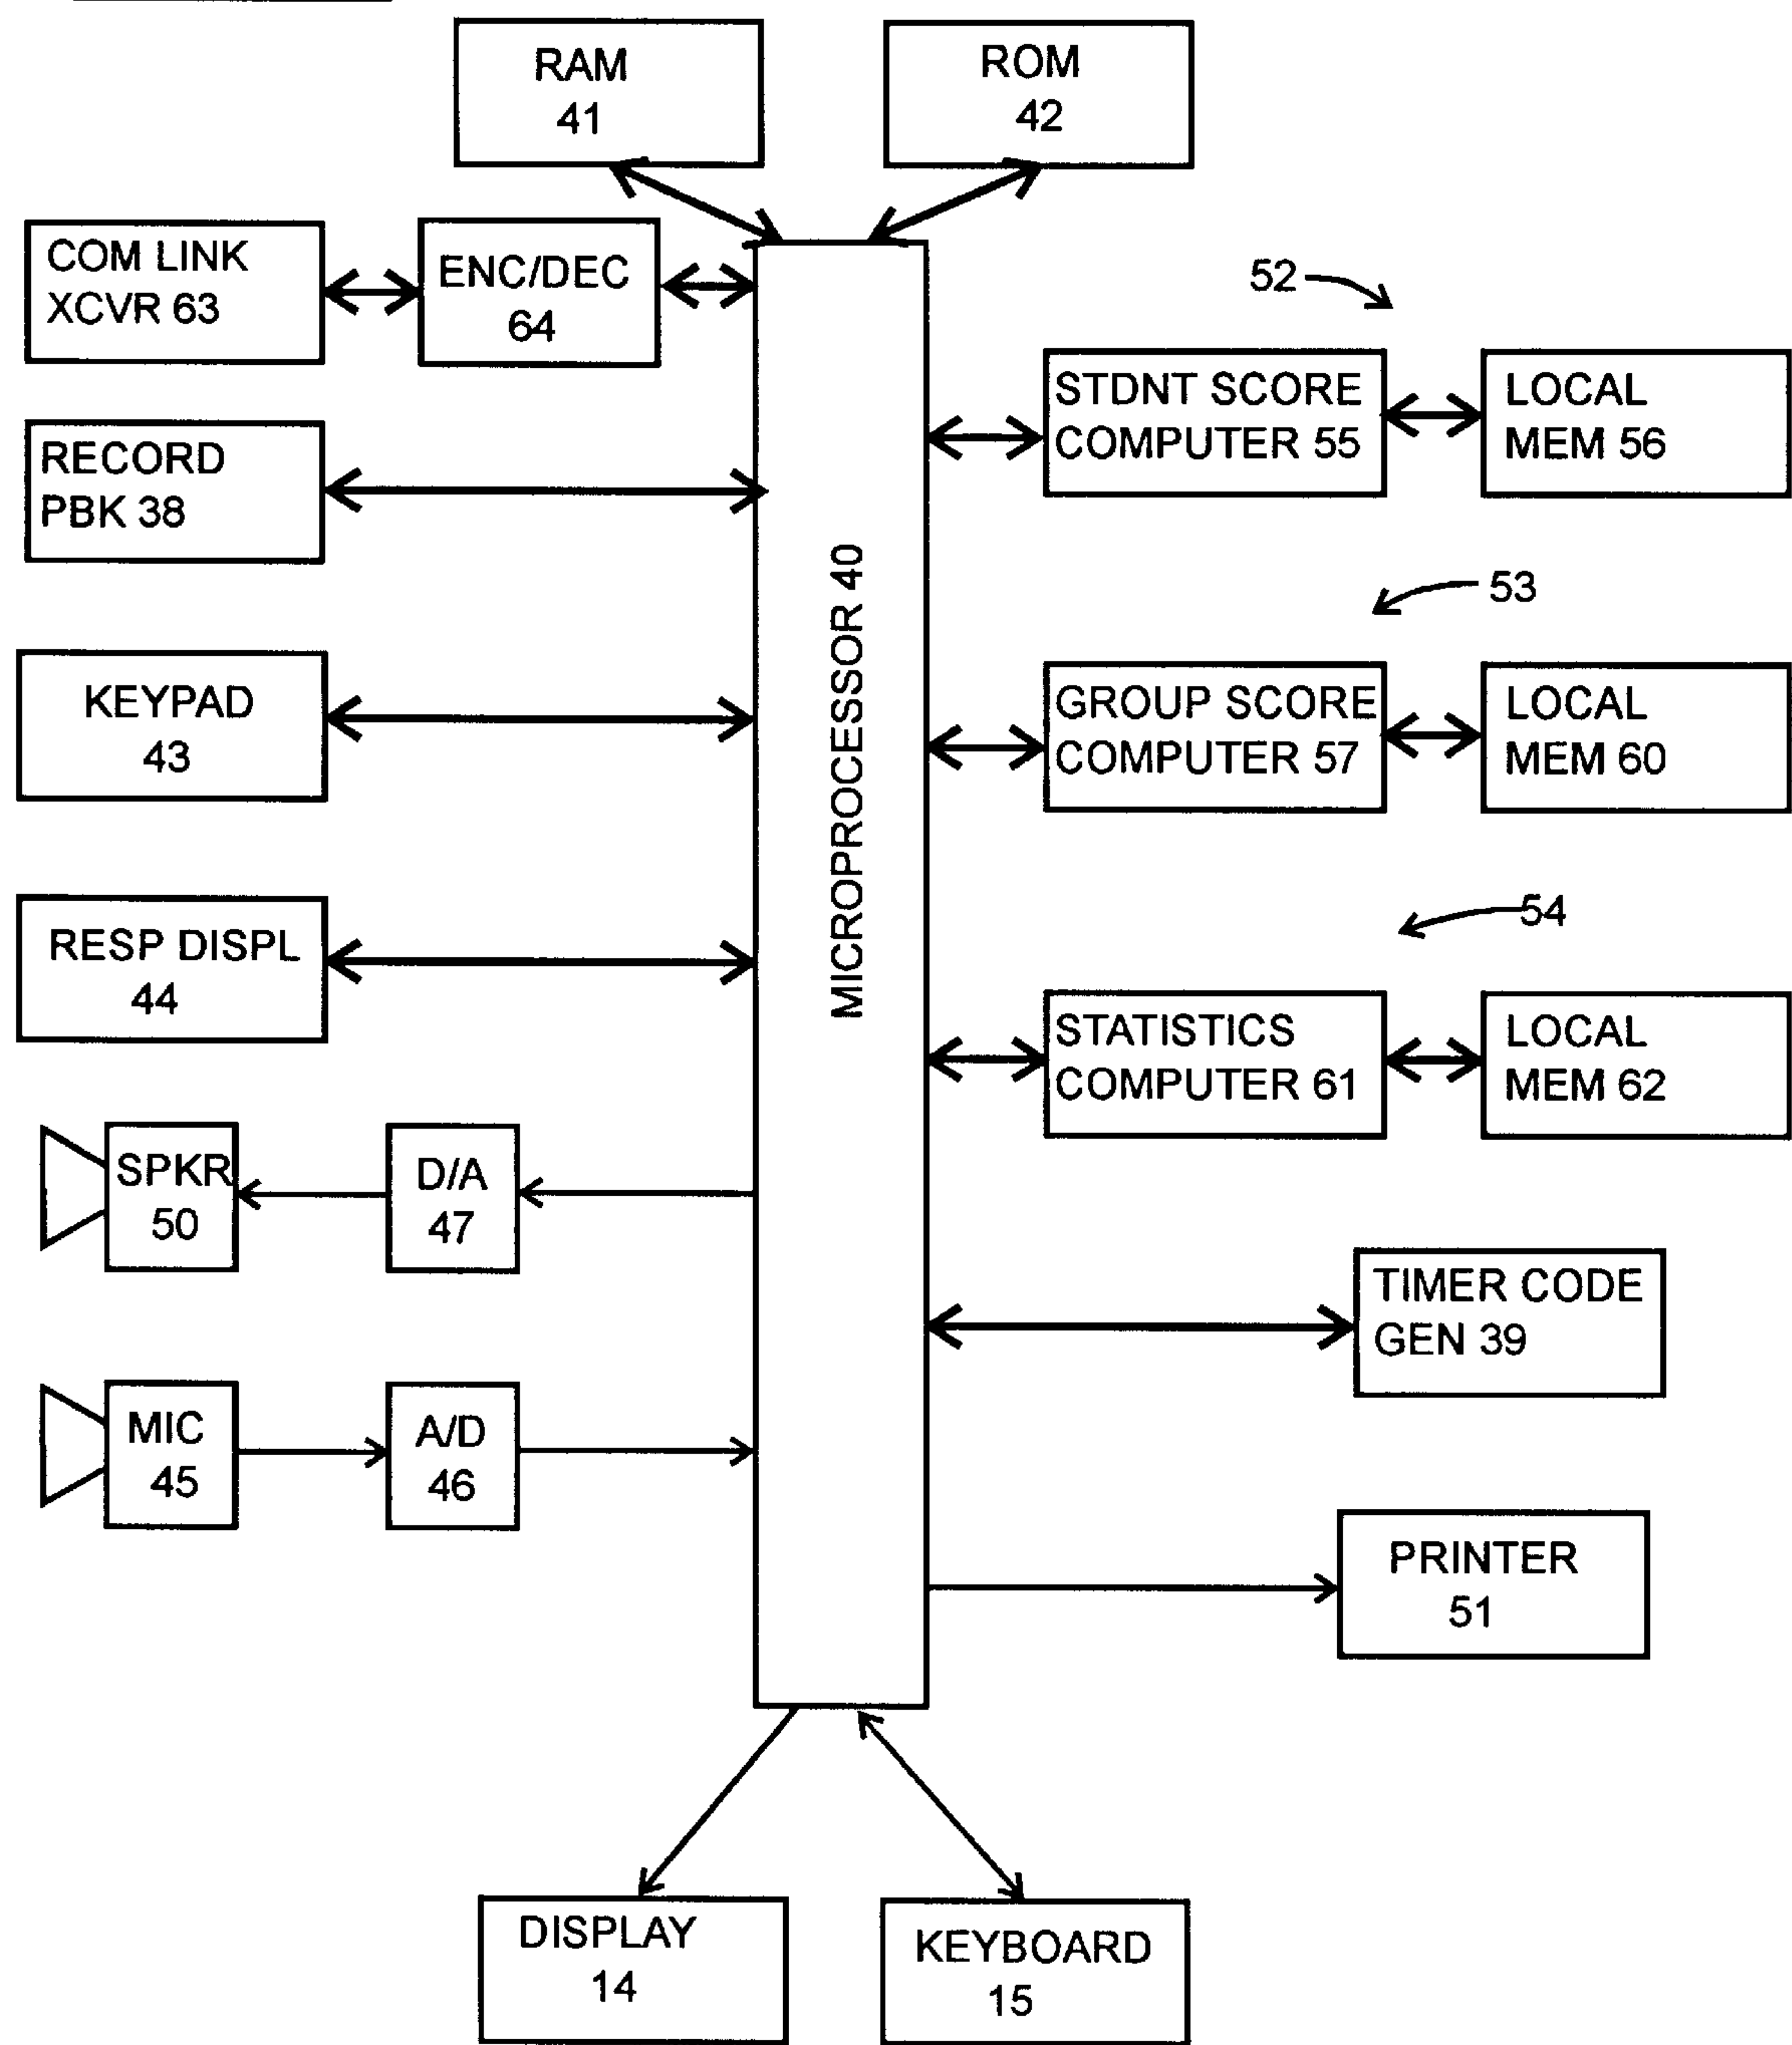 RAM
41
ROM
42
COM LINK
XCVR 63
ENC/DEC
64
52
STDNT SCORE
COMPUTER 55
LOCAL
MEM 56
RECORD
PBK 38
MICROPROCESSOR 40
53
KEYPAD
43
GROUP SCORE
COMPUTER 57
LOCAL
MEM 60
RESP DISPL
44
54
STATISTICS
COMPUTER 61
LOCAL
MEM 62
SPKR
50
D/A
47
TIMER CODE
GEN 39
MIC
45
A/D
46
PRINTER
51
DISPLAY
14
KEYBOARD
15